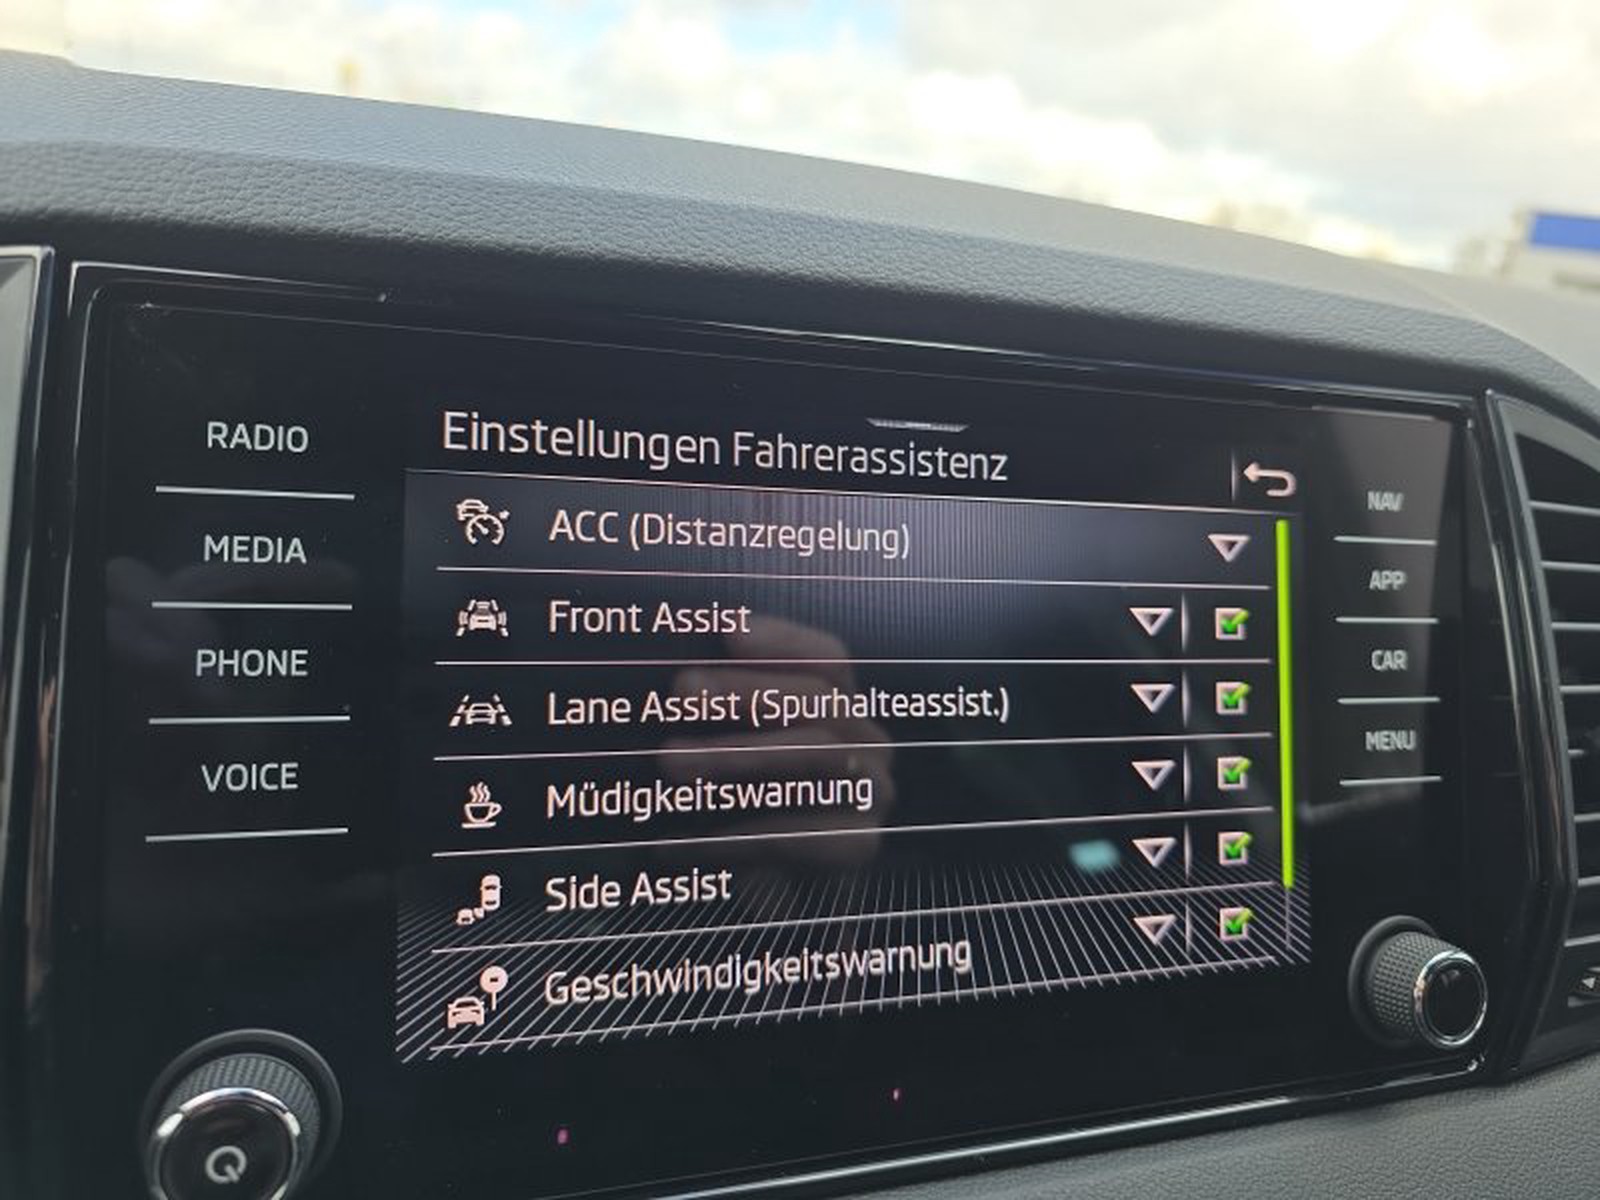 RADIO
MEDIA
PHONE
VOICE
Einstellungen Fahrerassistenz
ACC (Distanzregelung)
Front Assist
Lane Assist (Spurhalteassist.)
Müdigkeitswarnung
Side Assist
Geschwindigkeitswarnung
NAV
APP
CAR
MENU